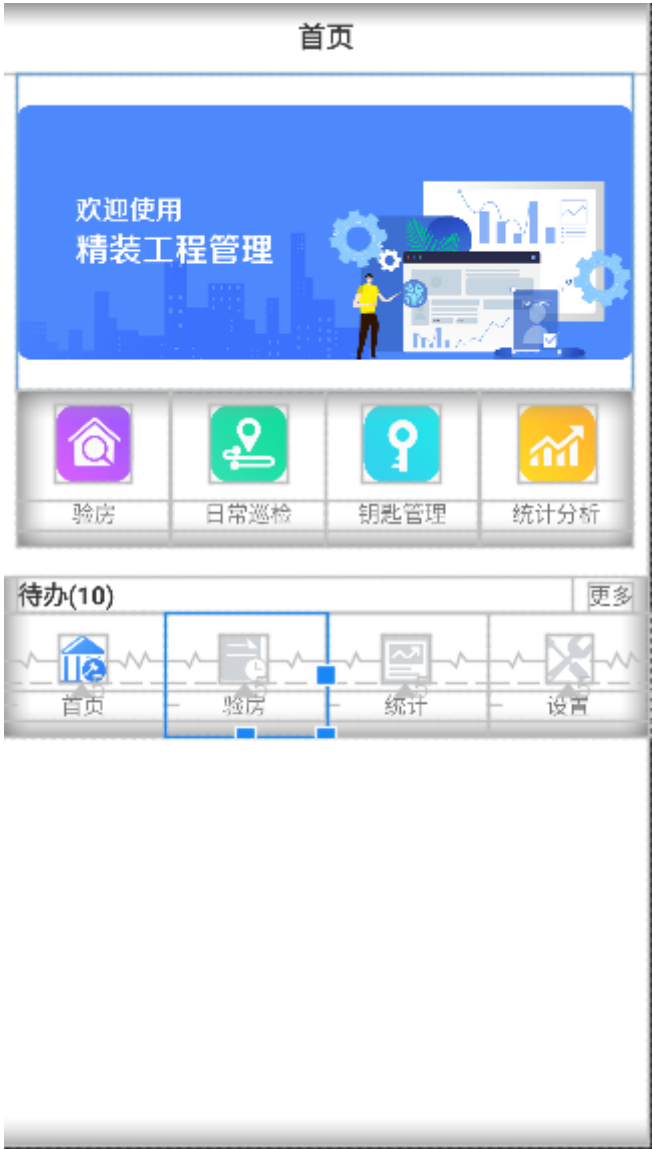 首页
欢迎使用
精装工程管理
验房
日常巡检
钥匙管理
统计分析
待办(10)
更多
首页
验房
统计
设置